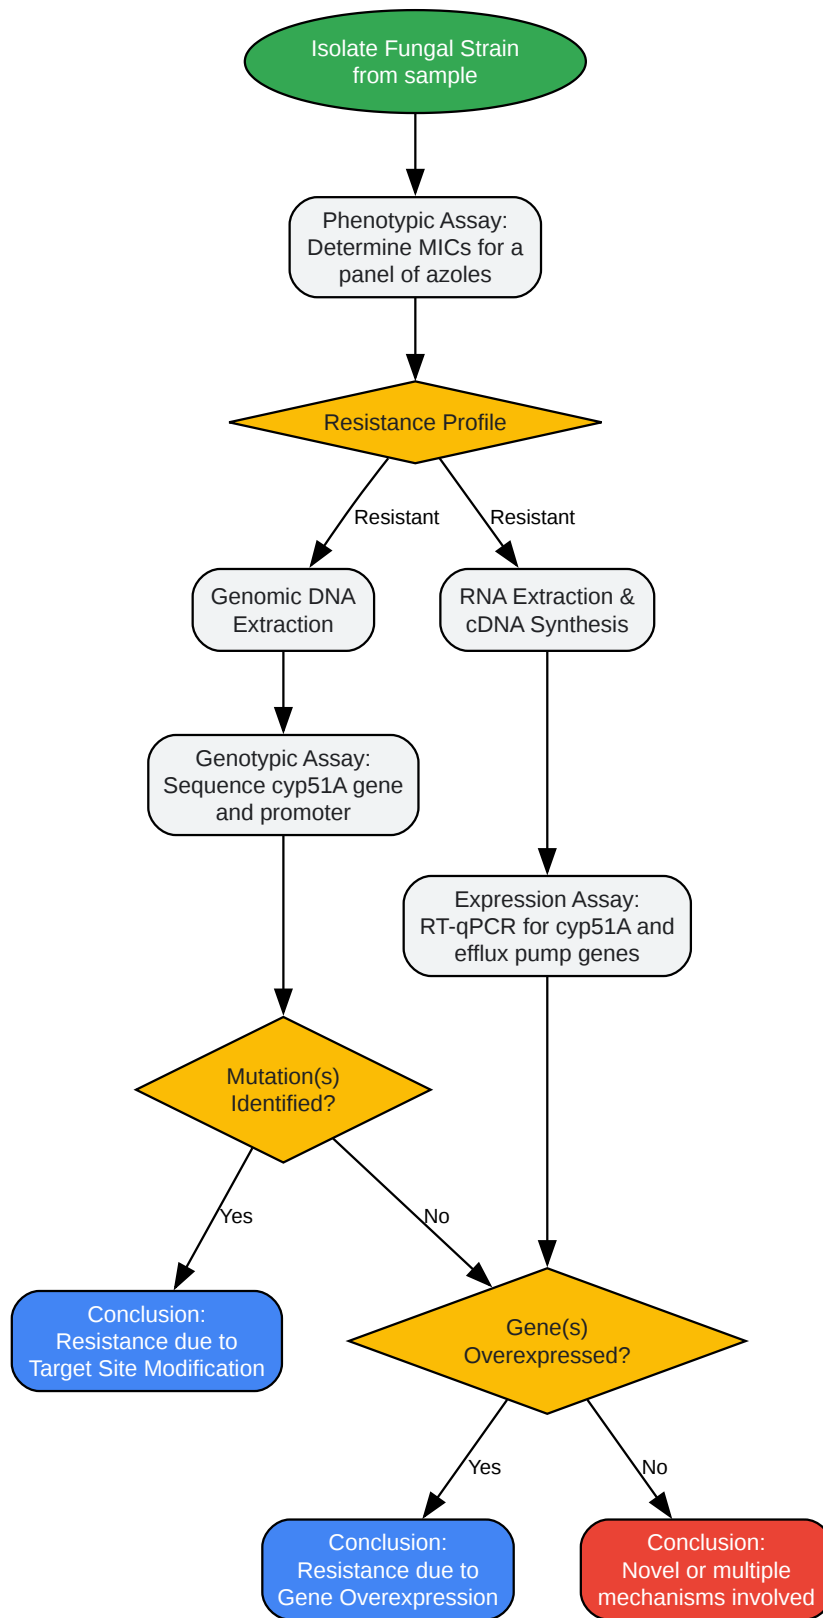 Isolate Fungal Strain
from sample
Phenotypic Assay:
Determine MICs for a
panel of azoles
Resistance Profile
Resistant
Resistant
Genomic DNA
Extraction
RNA Extraction &
cDNA Synthesis
Genotypic Assay:
Sequence cyp51A gene
and promoter
Expression Assay:
RT-qPCR for cyp51A and
efflux pump genes
Mutation(s)
Identified?
Yes
No
Conclusion:
Resistance due to
Target Site Modification
Gene(s)
Overexpressed?
Yes
No
Conclusion:
Resistance due to
Gene Overexpression
Conclusion:
Novel or multiple
mechanisms involved